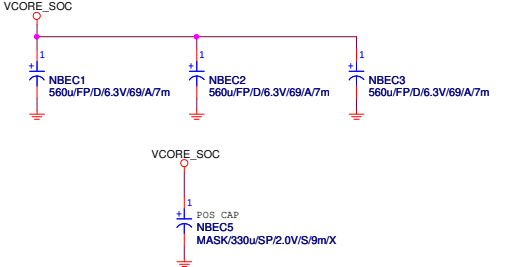 VCORE_SOC
1
1
1
+
+
+
NBEC1
NBEC2
NBEC3
560u/FP/D/6.3V/69/A/7m
560u/FP/D/6.3V/69/A/7m
560u/FP/D/6.3V/69/A/7m
VCORE_SOC
1
+
POS CAP
NBEC5
MASK/330u/SP/2.0V/S/9m/X